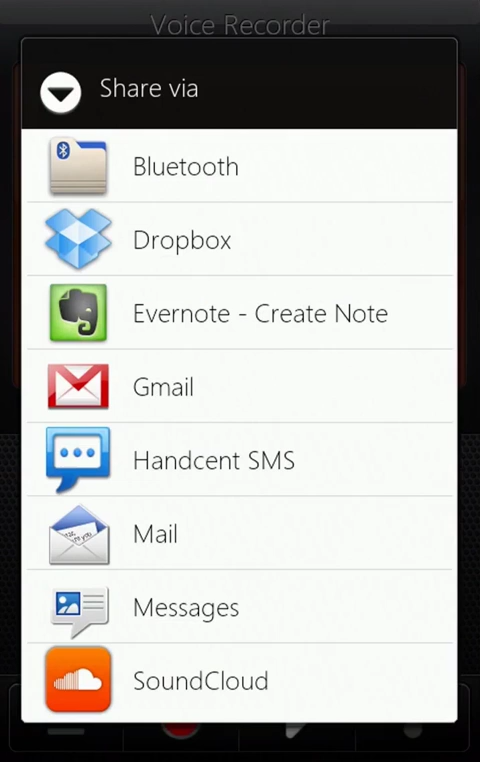 Voice Recorder
Share via
Bluetooth
Dropbox
Evernote - Create Note
Gmail
Handcent SMS
Mail
Messages
SoundCloud